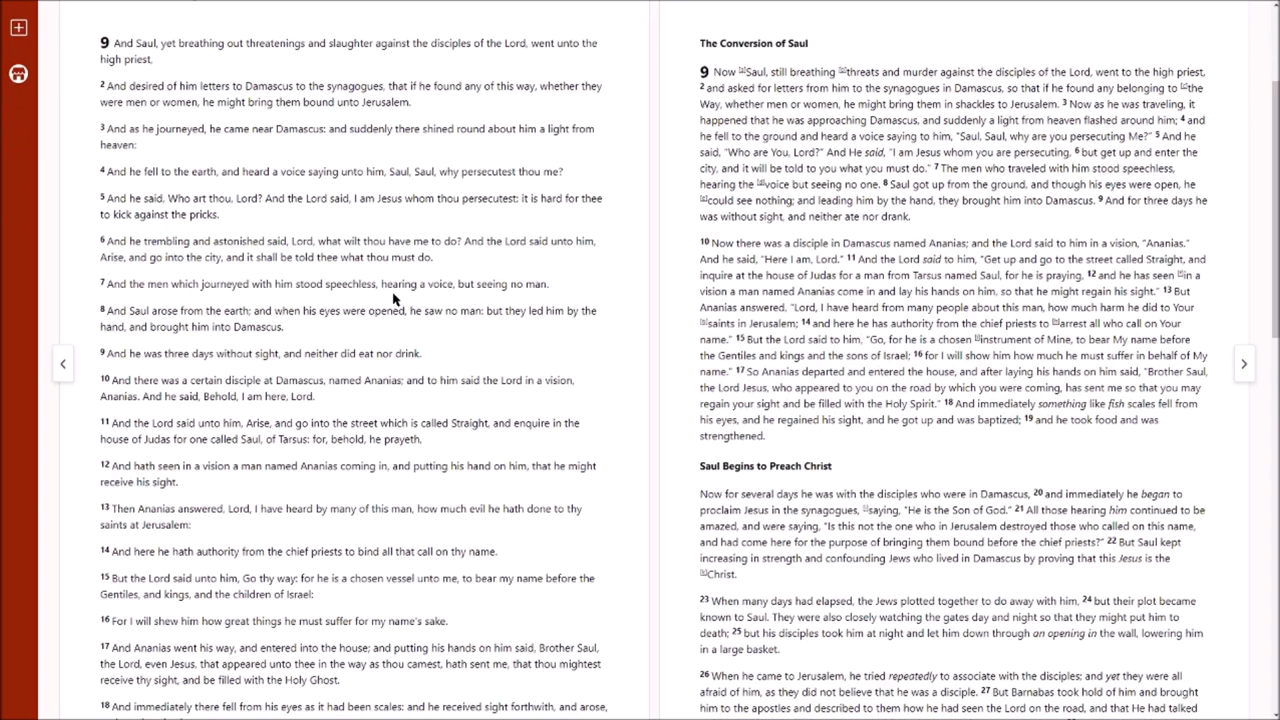 9 And Saul, yet breathing out threatenings and slaughter against the disciples of the Lord, went unto the
high priest,
2 And desired of him letters to Damascus to the synagogues, that if he found any of this way, whether they
were men or women, he might bring them bound unto Jerusalem.
3 And as he journeyed, he came near Damascus: and suddenly there shined round about him a light from
heaven:
4 And he fell to the earth, and heard a voice saying unto him, Saul, Saul, why persecutest thou me?
5 And he said, Who art thou, Lord? And the Lord said, I am Jesus whom thou persecutest: it is hard for thee
to kick against the pricks.
6 And he trembling and astonished said, Lord, what wilt thou have me to do? And the Lord said unto him,
Arise, and go into the city, and it shall be told thee what thou must do.
7 And the men which journeyed with him stood speechless, hearing a voice, but seeing no man.
8 And Saul arose from the earth; and when his eyes were opened, he saw no man: but they led him by the
hand, and brought him into Damascus.
9 And he was three days without sight, and neither did eat nor drink.
10 And there was a certain disciple at Damascus, named Ananias; and to him said the Lord in a vision,
Ananias. And he said, Behold, I am here, Lord.
11 And the Lord said unto him, Arise, and go into the street which is called Straight, and enquire in the
house of Judas for one called Saul, of Tarsus: for, behold, he prayeth,
12 And hath seen in a vision a man named Ananias coming in, and putting his hand on him, that he might
receive his sight.
13 Then Ananias answered, Lord, I have heard by many of this man, how much evil he hath done to thy
saints at Jerusalem:
14 And here he hath authority from the chief priests to bind all that call on thy name.
15 But the Lord said unto him, Go thy way: for he is a chosen vessel unto me, to bear my name before the
Gentiles, and kings, and the children of Israel:
16 For I will shew him how great things he must suffer for my name's sake.
17 And Ananias went his way, and entered into the house; and putting his hands on him said, Brother Saul,
the Lord, even Jesus, that appeared unto thee in the way as thou camest, hath sent me, that thou mightest
receive thy sight, and be filled with the Holy Ghost.
18 And immediately there fell from his eyes as it had been scales: and he received sight forthwith, and arose,
The Conversion of Saul
9 Now Saul, still breathing threats and murder against the disciples of the Lord, went to the high priest,
2 and asked for letters from him to the synagogues in Damascus, so that if he found any belonging to the
Way, whether men or women, he might bring them in shackles to Jerusalem. 3 Now as he was traveling, it
happened that he was approaching Damascus, and suddenly a light from heaven flashed around him; 4 and
he fell to the ground and heard a voice saying to him, "Saul, Saul, why are you persecuting Me?" 5 And he
said, "Who are You, Lord?" And He said, "I am Jesus whom you are persecuting, 6 but get up and enter the
city, and it will be told to you what you must do." 7 The men who traveled with him stood speechless,
hearing the voice but seeing no one. 8 Saul got up from the ground, and though his eyes were open, he
could see nothing; and leading him by the hand, they brought him into Damascus. 9 And for three days he
was without sight, and neither ate nor drank.
10 Now there was a disciple in Damascus named Ananias; and the Lord said to him in a vision, "Ananias."
And he said, "Here I am, Lord." 11 And the Lord said to him, "Get up and go to the street called Straight, and
inquire at the house of Judas for a man from Tarsus named Saul, for he is praying, 12 and he has seen in a
vision a man named Ananias come in and lay his hands on him, so that he might regain his sight." 13 But
Ananias answered, "Lord, I have heard from many people about this man, how much harm he did to Your
saints in Jerusalem; 14 and here he has authority from the chief priests to arrest all who call on Your
name." 15 But the Lord said to him, "Go, for he is a chosen instrument of Mine, to bear My name before
the Gentiles and kings and the sons of Israel; 16 for I will show him how much he must suffer in behalf of My
name." 17 So Ananias departed and entered the house, and after laying his hands on him said, "Brother Saul,
the Lord Jesus, who appeared to you on the road by which you were coming, has sent me so that you may
regain your sight and be filled with the Holy Spirit." 18 And immediately something like fish scales fell from
his eyes, and he regained his sight, and he got up and was baptized; 19 and he took food and was
strengthened.
Saul Begins to Preach Christ
Now for several days he was with the disciples who were in Damascus, 20 and immediately he began to
proclaim Jesus in the synagogues, saying, "He is the Son of God." 21 All those hearing him continued to be
amazed, and were saying, "Is this not the one who in Jerusalem destroyed those who called on this name,
and had come here for the purpose of bringing them bound before the chief priests?" 22 But Saul kept
increasing in strength and confounding Jews who lived in Damascus by proving that this Jesus is the
Christ.
23 When many days had elapsed, the Jews plotted together to do away with him, 24 but their plot became
known to Saul. They were also closely watching the gates day and night so that they might put him to
death; 25 but his disciples took him at night and let him down through an opening in the wall, lowering him
in a large basket.
26 When he came to Jerusalem, he tried repeatedly to associate with the disciples; and yet they were all
afraid of him, as they did not believe that he was a disciple. 27 But Barnabas took hold of him and brought
him to the apostles and described to them how he had seen the Lord on the road, and that He had talked